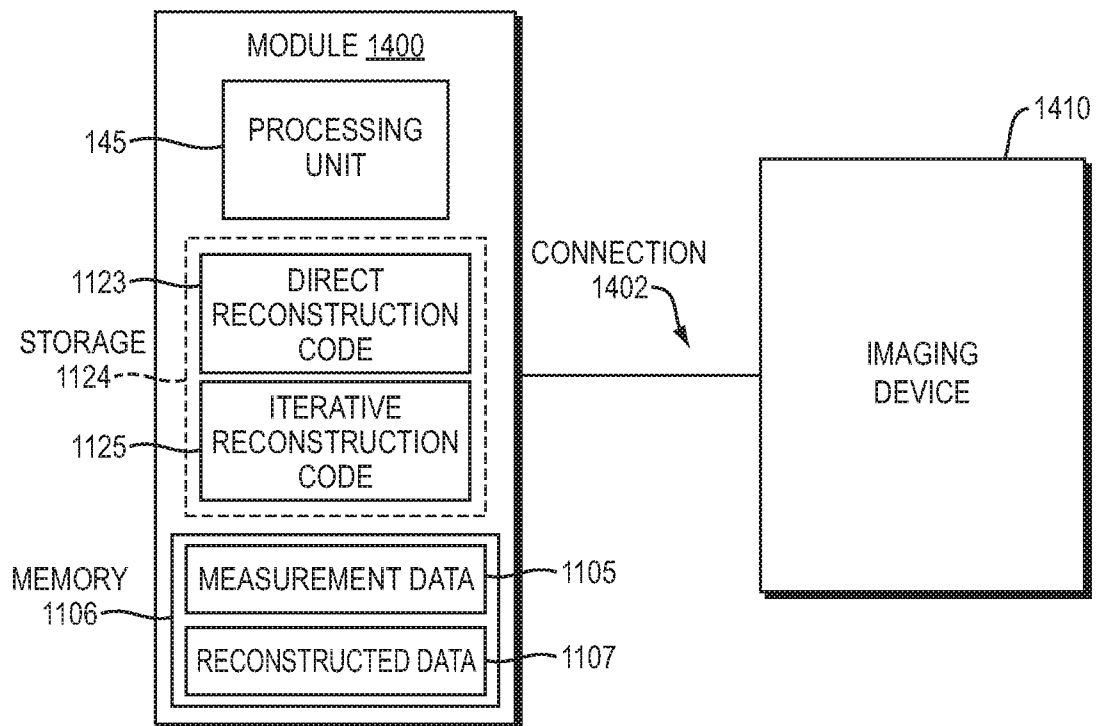 MODULE 1400
PROCESSING
UNIT
145
1410
CONNECTION
1402
STORAGE
1124
1123
DIRECT
RECONSTRUCTION
CODE
1125
ITERATIVE
RECONSTRUCTION
CODE
IMAGING
DEVICE
MEMORY
1106
MEASUREMENT DATA
1105
RECONSTRUCTED DATA
1107